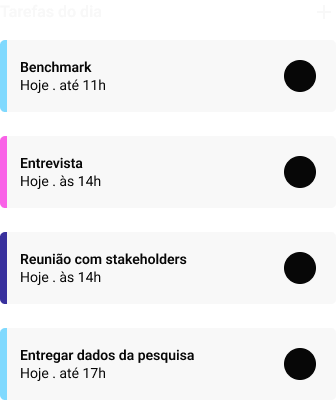 Tarefas do dia
Benchmark
Hoje . até 11h
Entrevista
Hoje . às 14h
Reunião com stakeholders
Hoje . às 14h
Entregar dados da pesquisa
Hoje . até 17h